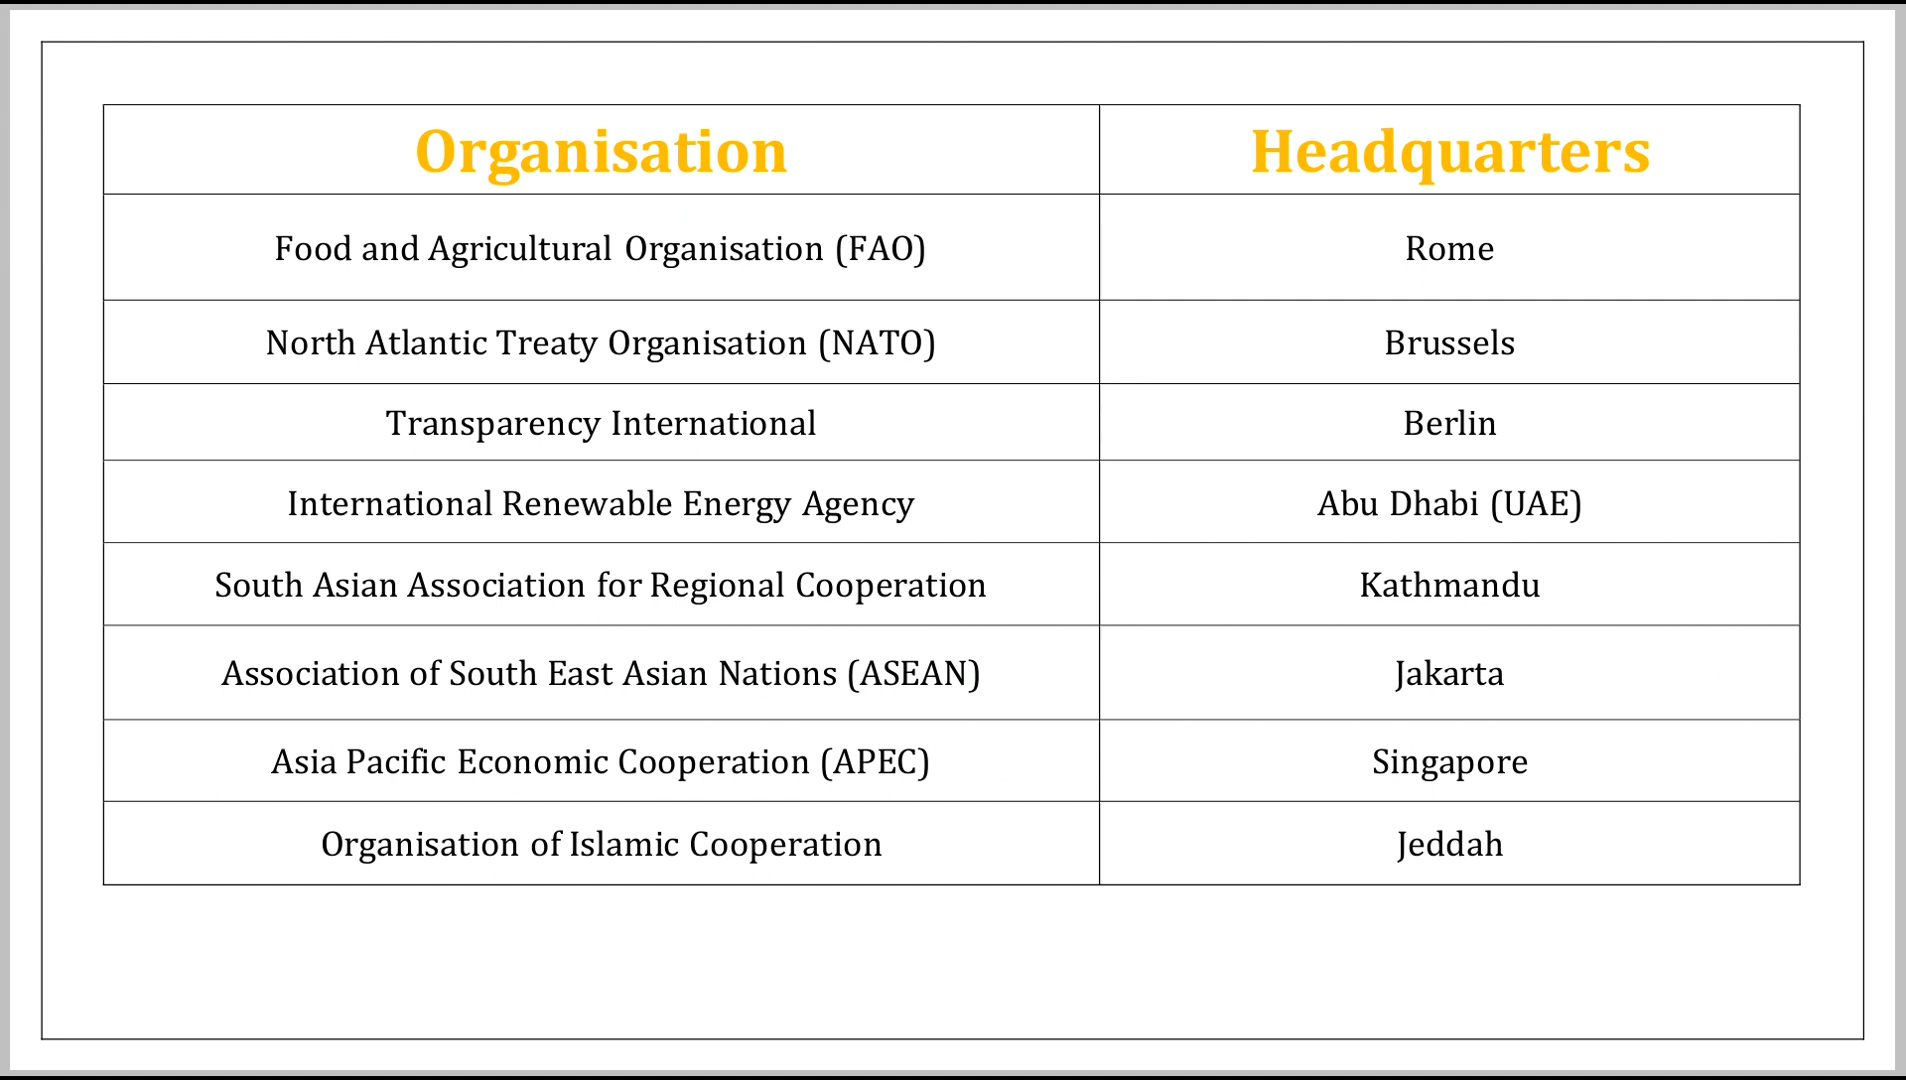 Organisation Headquarters
Food and Agricultural Organisation (FAO) Rome
North Atlantic Treaty Organisation (NATO) Brussels
Transparency International Berlin
International Renewable Energy Agency Abu Dhabi (UAE)
South Asian Association for Regional Cooperation Kathmandu
Association of South East Asian Nations (ASEAN) Jakarta
Asia Pacific Economic Cooperation (APEC) Singapore
Organisation of Islamic Cooperation Jeddah